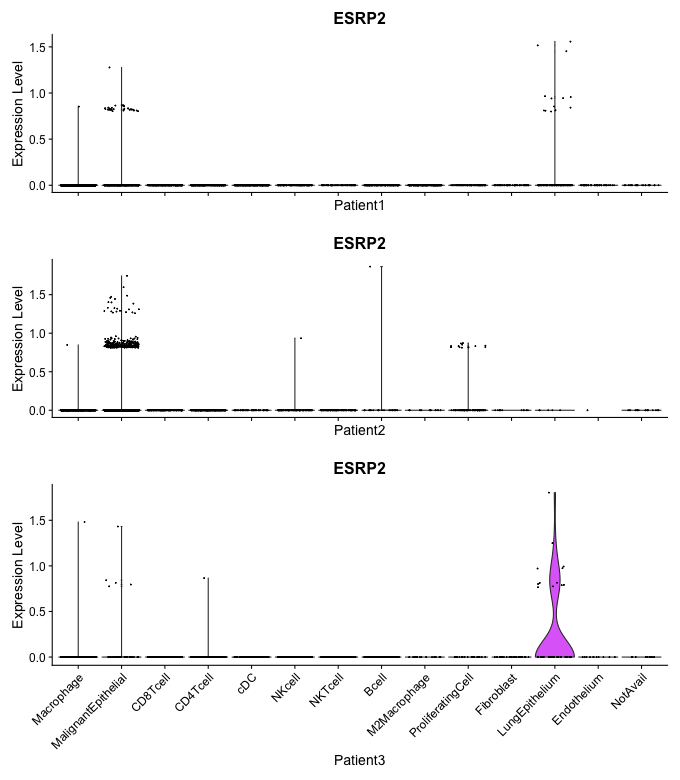 ESRP2
Expression Level
1.5
1.0
0.5
0.0
Patient1
ESRP2
Expression Level
1.5
1.0
0.5
0.0
Patient2
ESRP2
Expression Level
1.5
1.0
0.5
0.0
Macrophage
MalignantEpithelial
CD8Tcell
CD4Tcell
cDC
NKcell
NKTcell
Bcell
M2Macrophage
ProliferatingCell
Fibroblast
LungEpithelium
Endothelium
NotAvail
Patient3